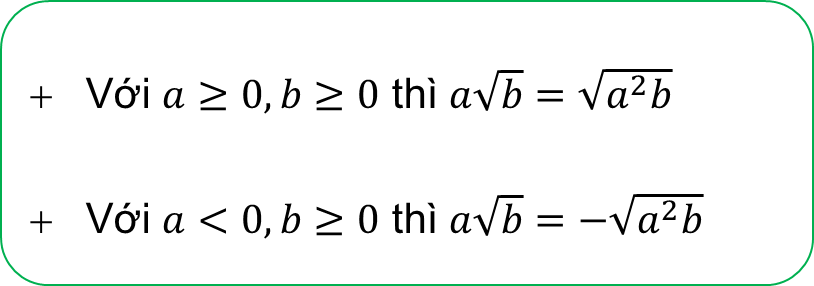 + Với a ≥ 0, b ≥ 0 thì a√b = √a²b
+ Với a < 0, b ≥ 0 thì a√b = −√a²b